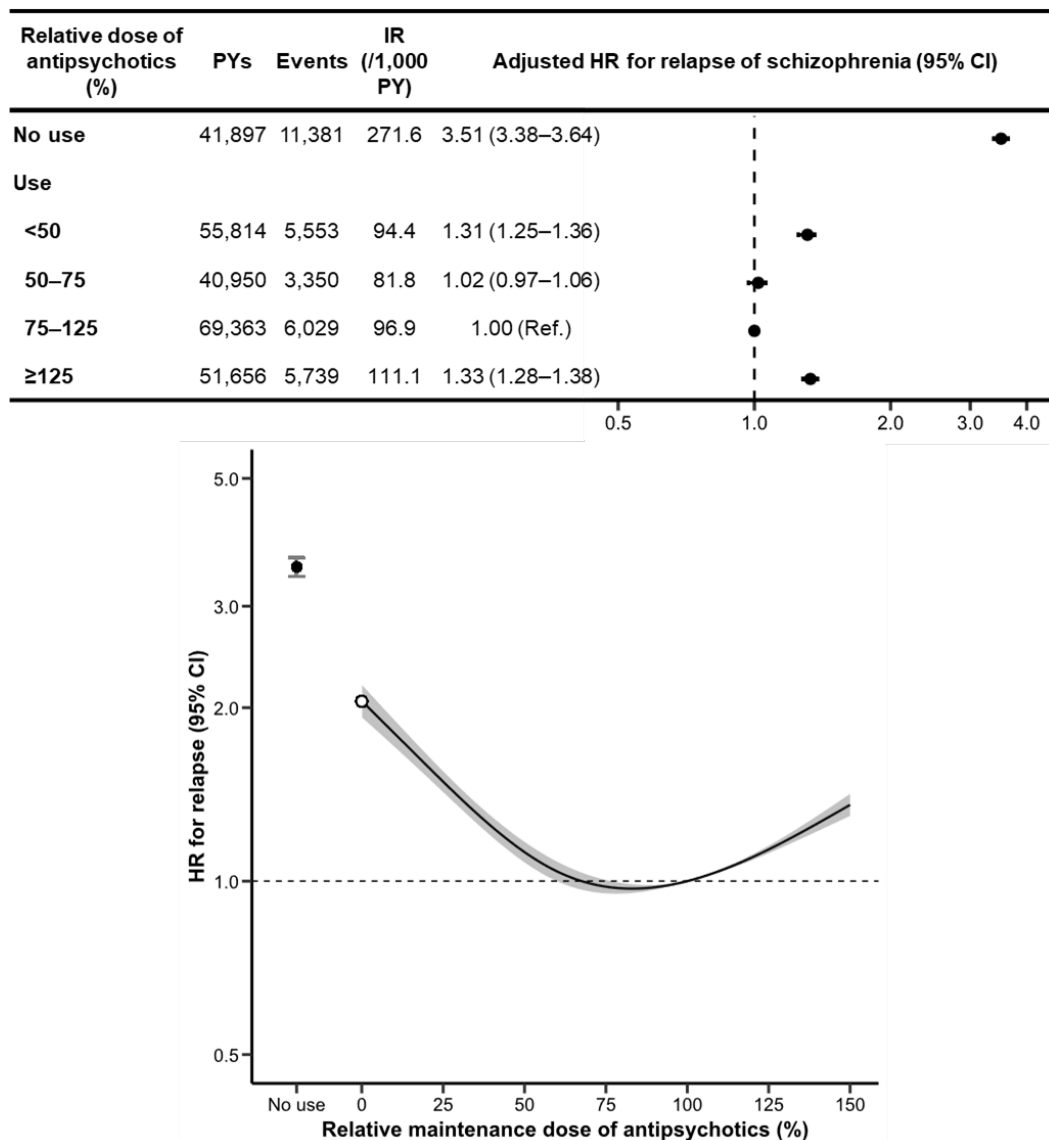 Relative dose of antipsychotics (%) PYs Events IR (/1,000 PY) Adjusted HR for relapse of schizophrenia (95% CI)
No use 41,897 11,381 271.6 3.51 (3.38–3.64)
Use
<50 55,814 5,553 94.4 1.31 (1.25–1.36)
50–75 40,950 3,350 81.8 1.02 (0.97–1.06)
75–125 69,363 6,029 96.9 1.00 (Ref.)
≥125 51,656 5,739 111.1 1.33 (1.28–1.38)
0.5 1.0 2.0 3.0 4.0
HR for relapse (95% CI)
5.0
3.0
2.0
1.0
0.5
No use 0 25 50 75 100 125 150
Relative maintenance dose of antipsychotics (%)